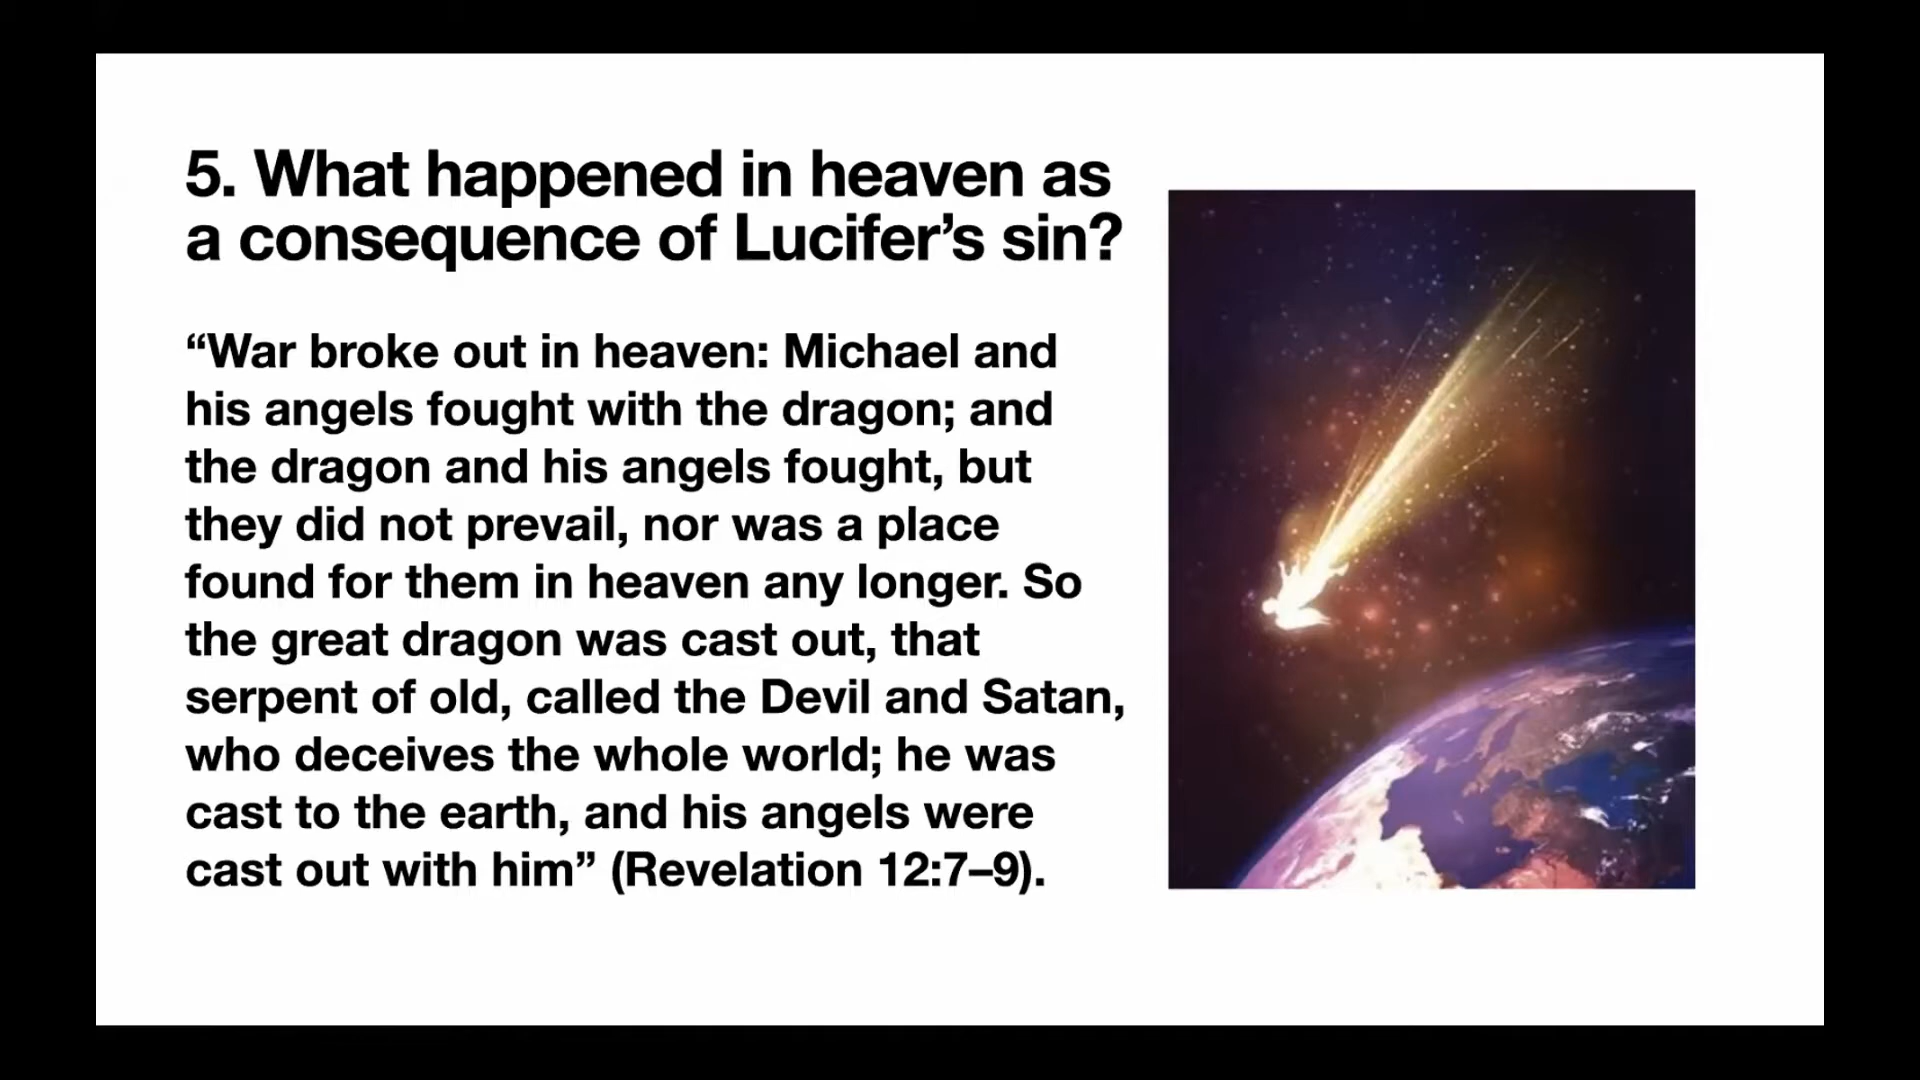 5. What happened in heaven as
a consequence of Lucifer’s sin?
“War broke out in heaven: Michael and
his angels fought with the dragon; and
the dragon and his angels fought, but
they did not prevail, nor was a place
found for them in heaven any longer. So
the great dragon was cast out, that
serpent of old, called the Devil and Satan,
who deceives the whole world; he was
cast to the earth, and his angels were
cast out with him” (Revelation 12:7–9).